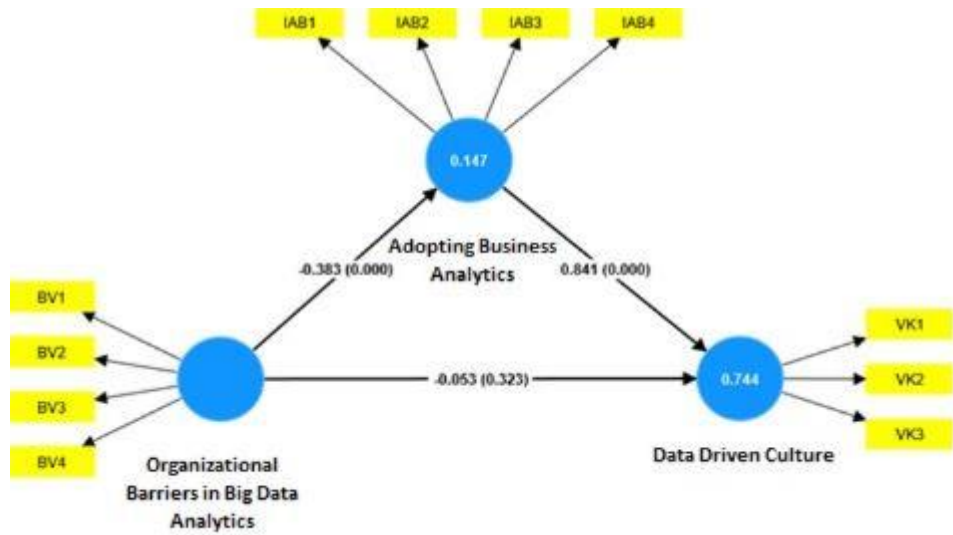 IAB1
IAB2
IAB3
IAB4
0.147
Adopting Business
Analytics
-0.383 (0.000)
0.841 (0.000)
BV1
BV2
BV3
BV4
-0.053 (0.323)
0.744
VK1
VK2
VK3
Organizational
Barriers in Big Data
Analytics
Data Driven Culture